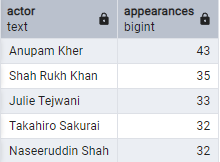 actor appearances
text bigint
Anupam Kher 43
Shah Rukh Khan 35
Julie Tejwani 33
Takahiro Sakurai 32
Naseeruddin Shah 32